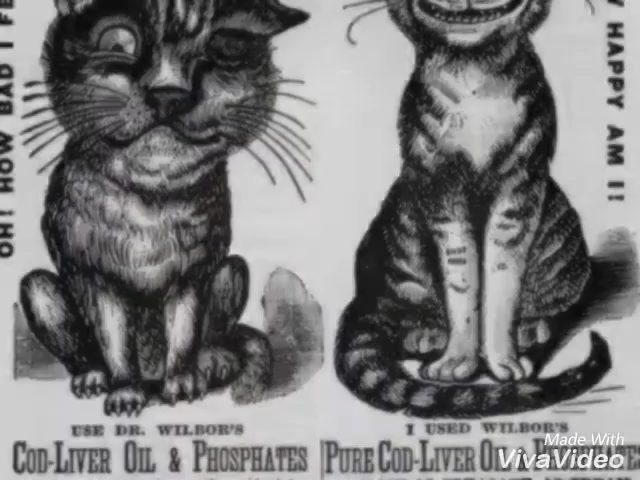 OH! HOW BAD I FE
Y HAPPY AM I!!
USE DR. WILBOR'S
COD-LIVER OIL & PHOSPHATES
I USED WILBOR'S
PURE COD-LIVER OIL
Made With
VivaVideo